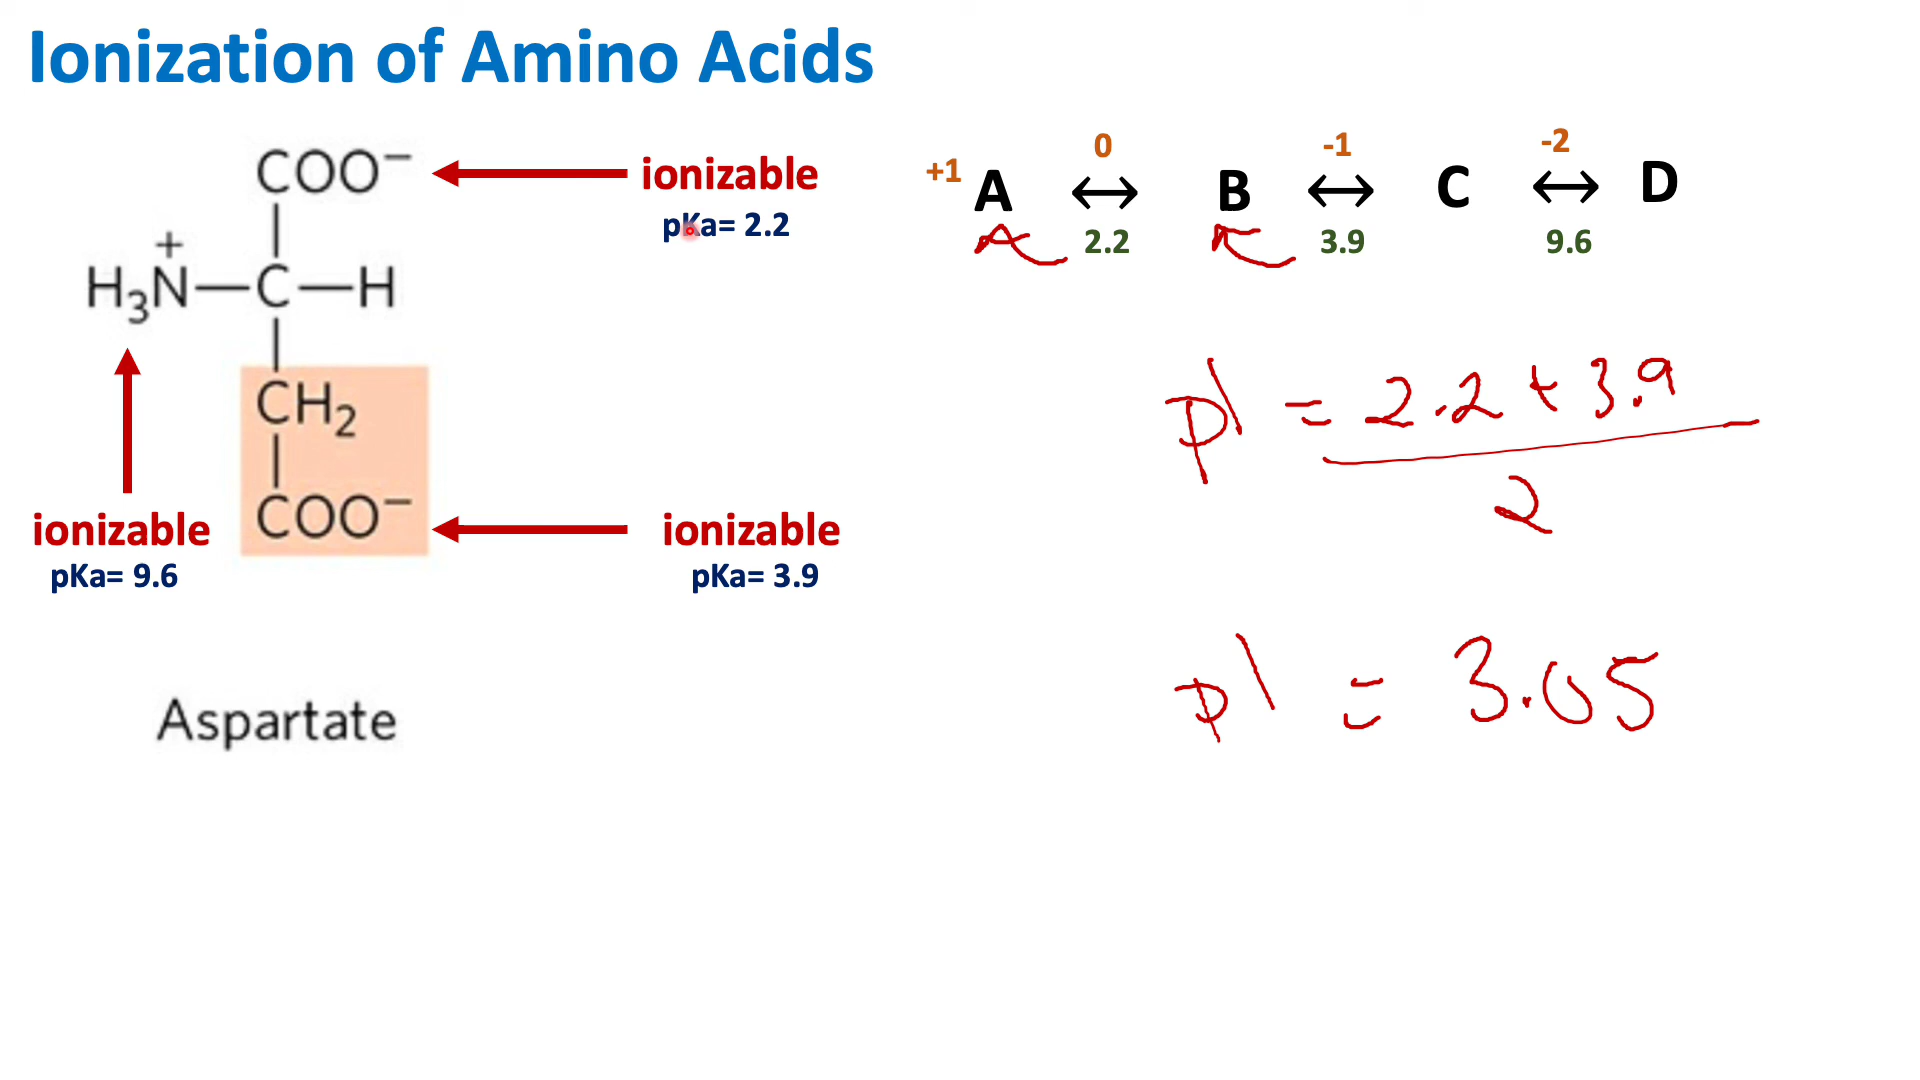 Ionization of Amino Acids
COO⁻
ionizable
pKa= 2.2
+
H₃N—C—H
CH₂
COO⁻
ionizable
pKa= 9.6
ionizable
pKa= 3.9
Aspartate
0 -1 -2
+1 A ↔ B ↔ C ↔ D
2.2 3.9 9.6
pI = 2.2 + 3.9
2
pI = 3.05